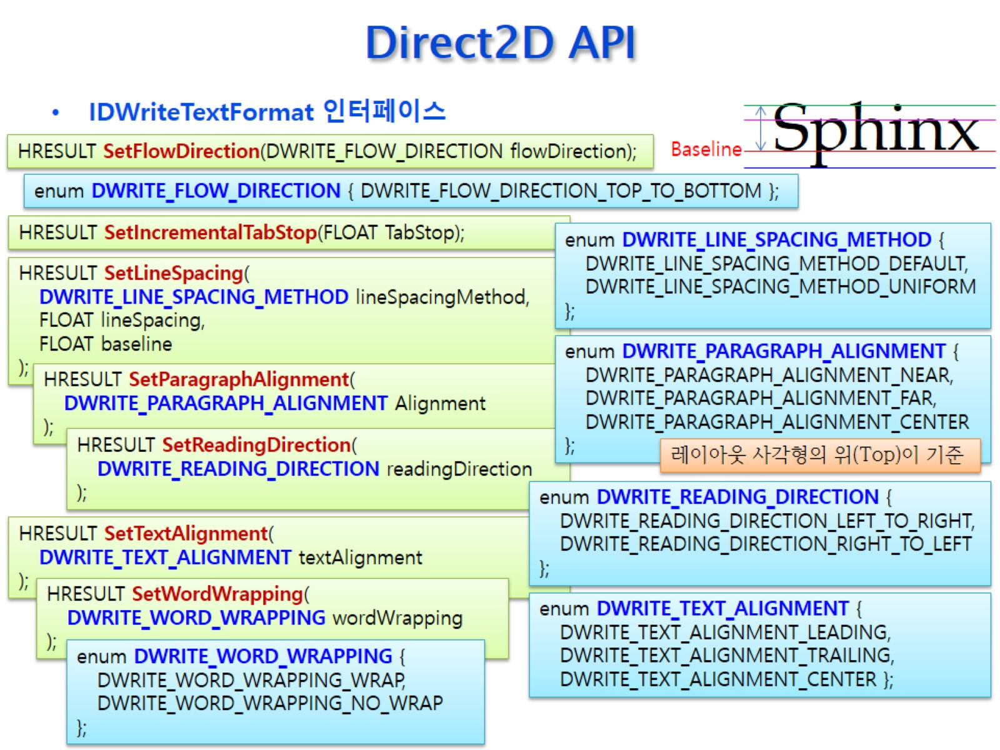 Direct2D API
• IDWriteTextFormat 인터페이스
Baseline
Sphinx
HRESULT SetFlowDirection(DWRITE_FLOW_DIRECTION flowDirection);
enum DWRITE_FLOW_DIRECTION { DWRITE_FLOW_DIRECTION_TOP_TO_BOTTOM };
HRESULT SetIncrementalTabStop(FLOAT TabStop);
HRESULT SetLineSpacing(
DWRITE_LINE_SPACING_METHOD lineSpacingMethod,
FLOAT lineSpacing,
FLOAT baseline
);
HRESULT SetParagraphAlignment(
DWRITE_PARAGRAPH_ALIGNMENT Alignment
);
HRESULT SetReadingDirection(
DWRITE_READING_DIRECTION readingDirection
);
HRESULT SetTextAlignment(
DWRITE_TEXT_ALIGNMENT textAlignment
);
HRESULT SetWordWrapping(
DWRITE_WORD_WRAPPING wordWrapping
);
enum DWRITE_WORD_WRAPPING {
DWRITE_WORD_WRAPPING_WRAP,
DWRITE_WORD_WRAPPING_NO_WRAP
};
enum DWRITE_LINE_SPACING_METHOD {
DWRITE_LINE_SPACING_METHOD_DEFAULT,
DWRITE_LINE_SPACING_METHOD_UNIFORM
};
enum DWRITE_PARAGRAPH_ALIGNMENT {
DWRITE_PARAGRAPH_ALIGNMENT_NEAR,
DWRITE_PARAGRAPH_ALIGNMENT_FAR,
DWRITE_PARAGRAPH_ALIGNMENT_CENTER
};
레이아웃 사각형의 위(Top)이 기준
enum DWRITE_READING_DIRECTION {
DWRITE_READING_DIRECTION_LEFT_TO_RIGHT,
DWRITE_READING_DIRECTION_RIGHT_TO_LEFT
};
enum DWRITE_TEXT_ALIGNMENT {
DWRITE_TEXT_ALIGNMENT_LEADING,
DWRITE_TEXT_ALIGNMENT_TRAILING,
DWRITE_TEXT_ALIGNMENT_CENTER };